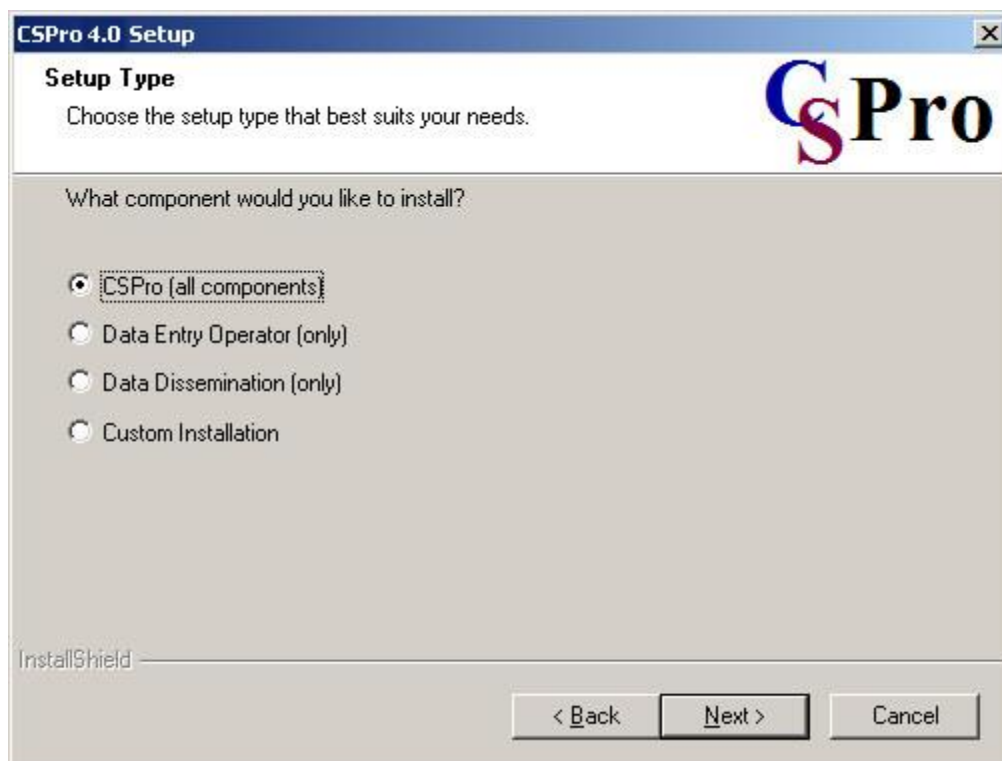 CSPro 4.0 Setup
Setup Type
Choose the setup type that best suits your needs.
CSPro
What component would you like to install?
CSPro (all components)
Data Entry Operator (only)
Data Dissemination (only)
Custom Installation
InstallShield
< Back Next > Cancel